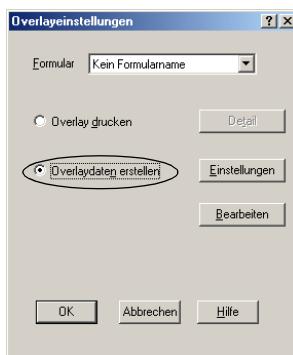 Overlayeinstellungen
Formular Kein Formularname
Overlay drucken Detail
Overlaydaten erstellen Einstellungen
Bearbeiten
OK Abbrechen Hilfe